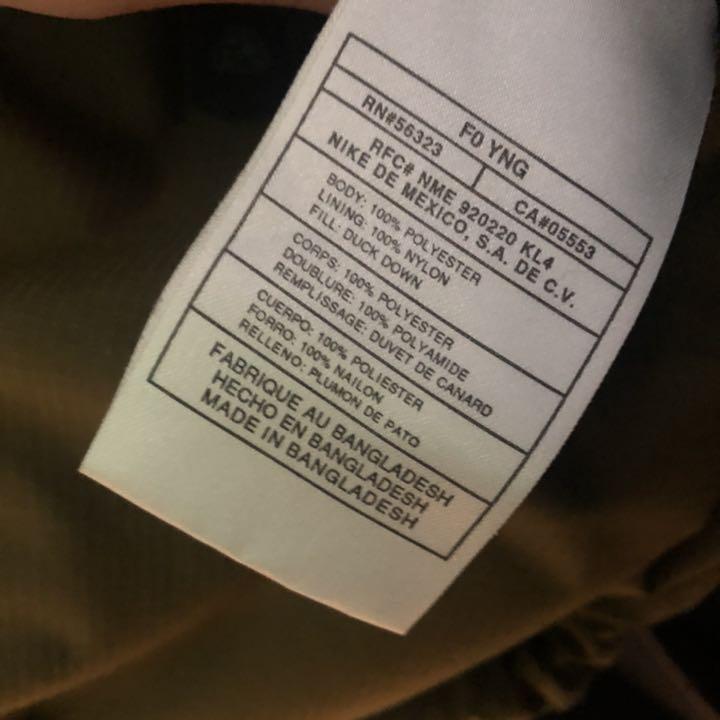 F0 YNG
RN#56323 CA#05553
RFC# NME 920220 KL4
NIKE DE MEXICO, S.A. DE C.V.
BODY: 100% POLYESTER
LINING: 100% NYLON
FILL: DUCK DOWN
CORPS: 100% POLYESTER
DOUBLURE: 100% POLYAMIDE
REMPLISSAGE: DUVET DE CANARD
CUERPO: 100% POLIESTER
FORRO: 100% NAILON
RELLENO: PLUMON DE PATO
FABRIQUE AU BANGLADESH
HECHO EN BANGLADESH
MADE IN BANGLADESH